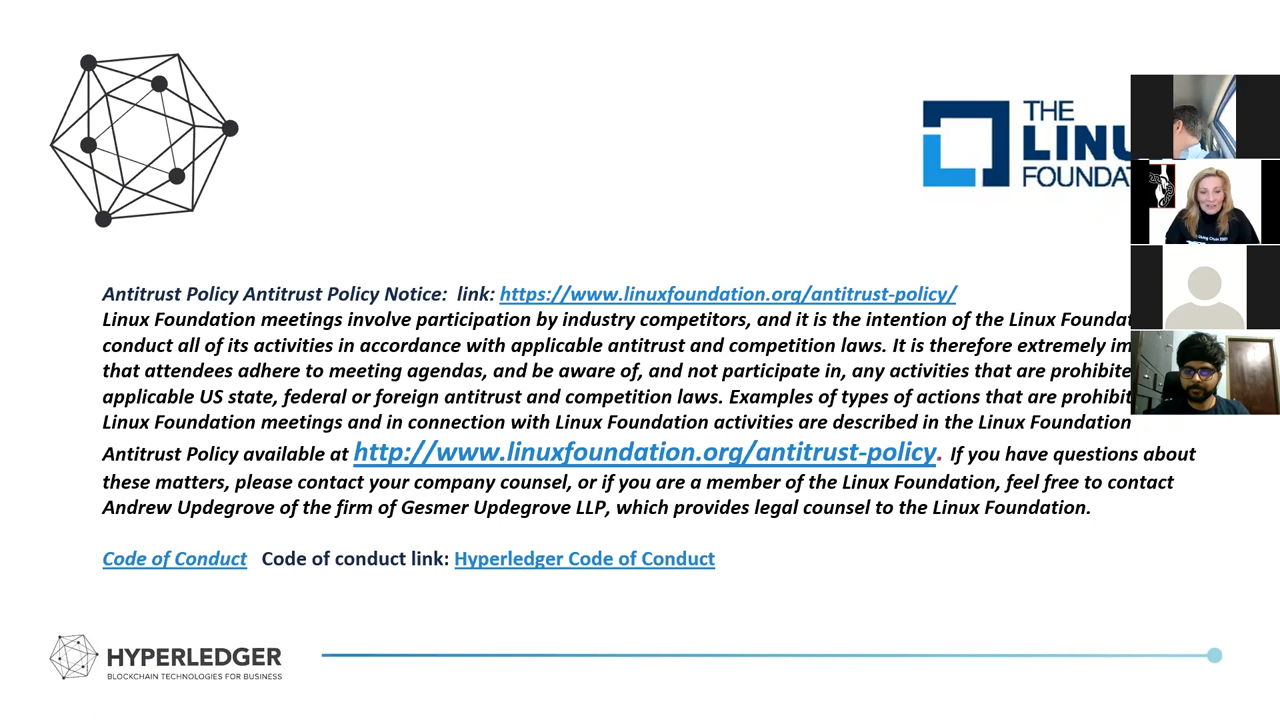 THE
LINU
FOUNDAT
Antitrust Policy Antitrust Policy Notice: link: https://www.linuxfoundation.org/antitrust-policy/
Linux Foundation meetings involve participation by industry competitors, and it is the intention of the Linux Foundat
conduct all of its activities in accordance with applicable antitrust and competition laws. It is therefore extremely im
that attendees adhere to meeting agendas, and be aware of, and not participate in, any activities that are prohibite
applicable US state, federal or foreign antitrust and competition laws. Examples of types of actions that are prohibit
Linux Foundation meetings and in connection with Linux Foundation activities are described in the Linux Foundation
Antitrust Policy available at http://www.linuxfoundation.org/antitrust-policy. If you have questions about
these matters, please contact your company counsel, or if you are a member of the Linux Foundation, feel free to contact
Andrew Updegrove of the firm of Gesmer Updegrove LLP, which provides legal counsel to the Linux Foundation.
Code of Conduct Code of conduct link: Hyperledger Code of Conduct
HYPERLEDGER
BLOCKCHAIN TECHNOLOGIES FOR BUSINESS